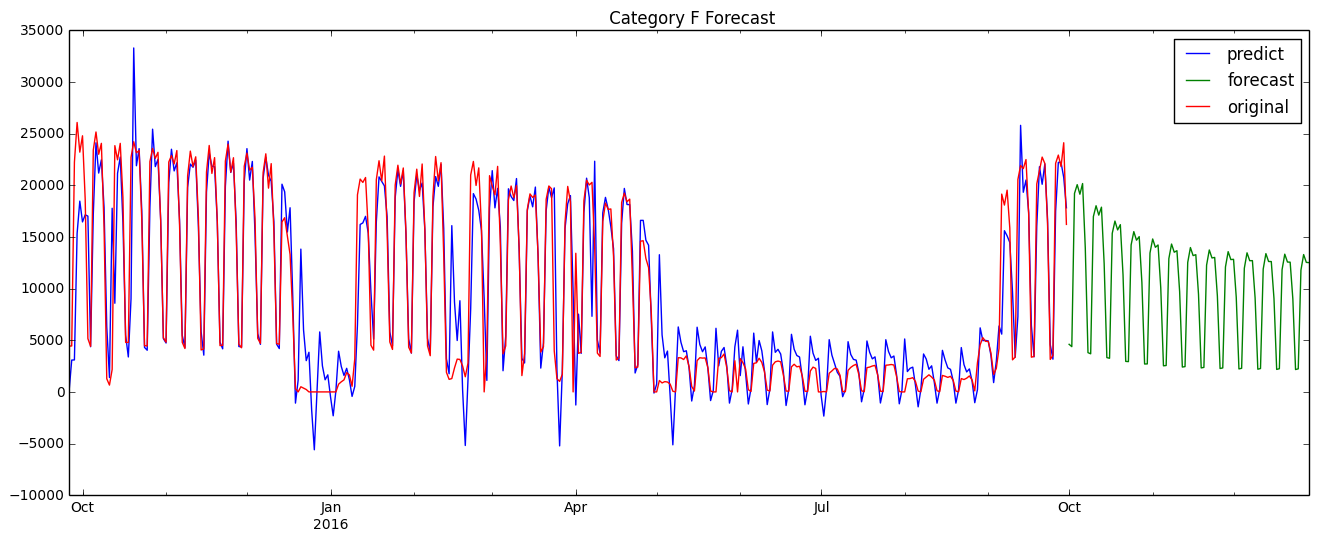 Category F Forecast
35000
30000
25000
20000
15000
10000
5000
0
−5000
−10000
predict
forecast
original
Oct
Jan
2016
Apr
Jul
Oct